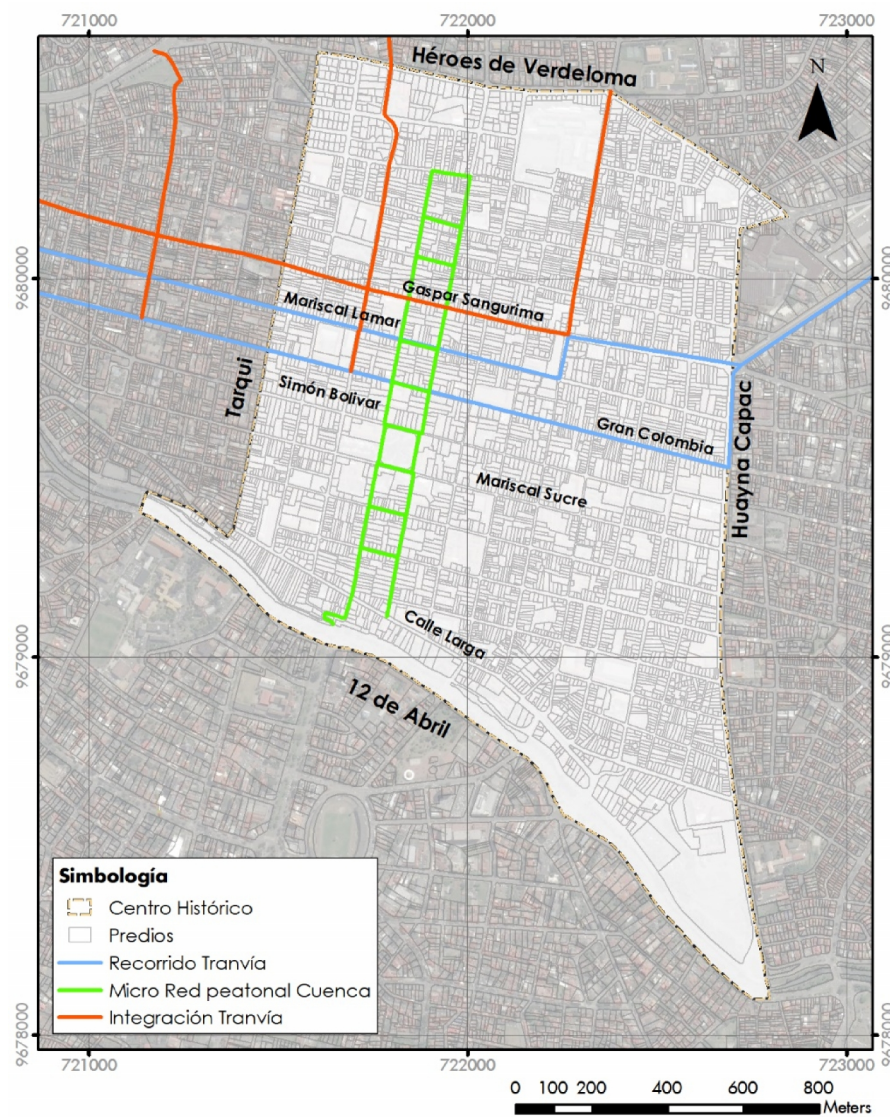 721000 722000 723000
Héroes de Verdeloma
N
9680000 9680000
Gaspar Sangurima
Mariscal Lamar
Tarqui
Simón Bolivar
Gran Colombia
Huayna Capac
Mariscal Sucre
Calle Larga
9679000 9679000
12 de Abril
Simbología
Centro Histórico
Predios
Recorrido Tranvía
Micro Red peatonal Cuenca
Integración Tranvía
9678000 9678000
721000 722000 723000
0 100 200 400 600 800
Meters